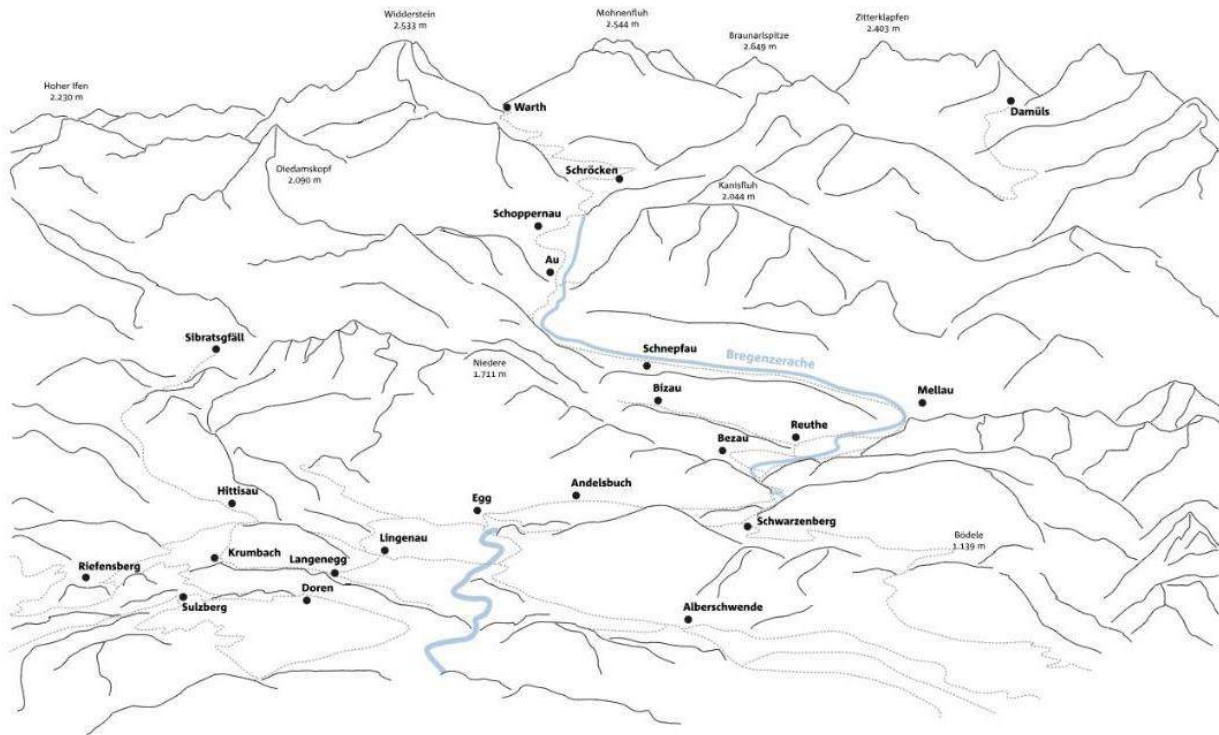 Widderstein
2.533 m
Mohnenfluh
2.544 m
Braunarlspitze
2.649 m
Zitterklapfen
2.403 m
Hoher Ifen
2.230 m
Warth
Damüls
Diedamskopf
2.090 m
Schröcken
Kanisfluh
2.044 m
Schoppernau
Au
Sibratsgfäll
Niedere
1.711 m
Schnepfau
Bregenzerache
Bizau
Mellau
Reuthe
Bezau
Hittisau
Egg
Andelsbuch
Schwarzenberg
Bödele
1.139 m
Lingenau
Krumbach
Langenegg
Riefensberg
Doren
Sulzberg
Alberschwende